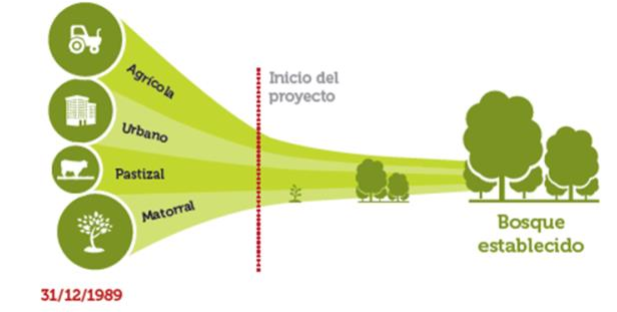 Agrícola
Inicio del
proyecto
Urbano
Pastizal
Matorral
Bosque
establecido
31/12/1989